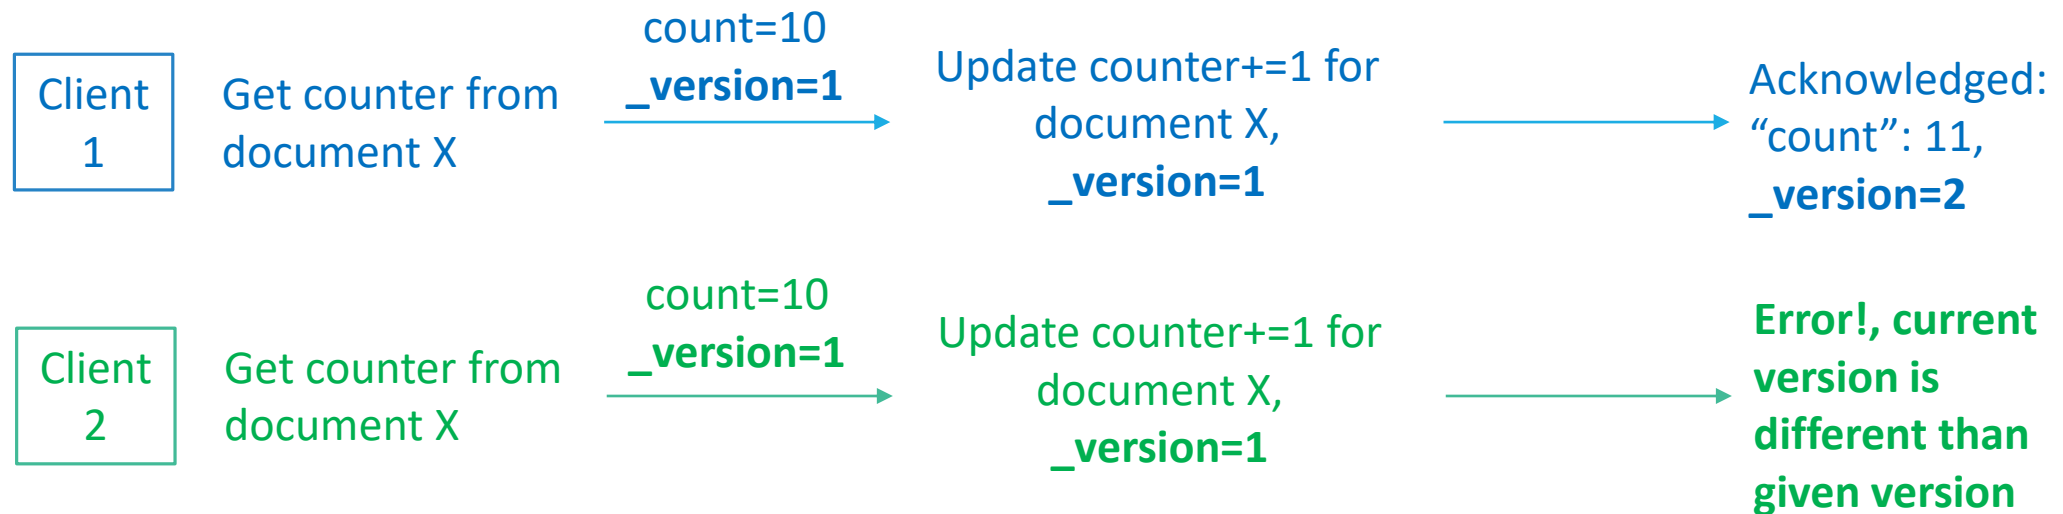 Client
1
Get counter from
document X
count=10
_version=1
Update counter+=1 for
document X,
_version=1
Acknowledged:
“count”: 11,
_version=2
Client
2
Get counter from
document X
count=10
_version=1
Update counter+=1 for
document X,
_version=1
Error!, current
version is
different than
given version